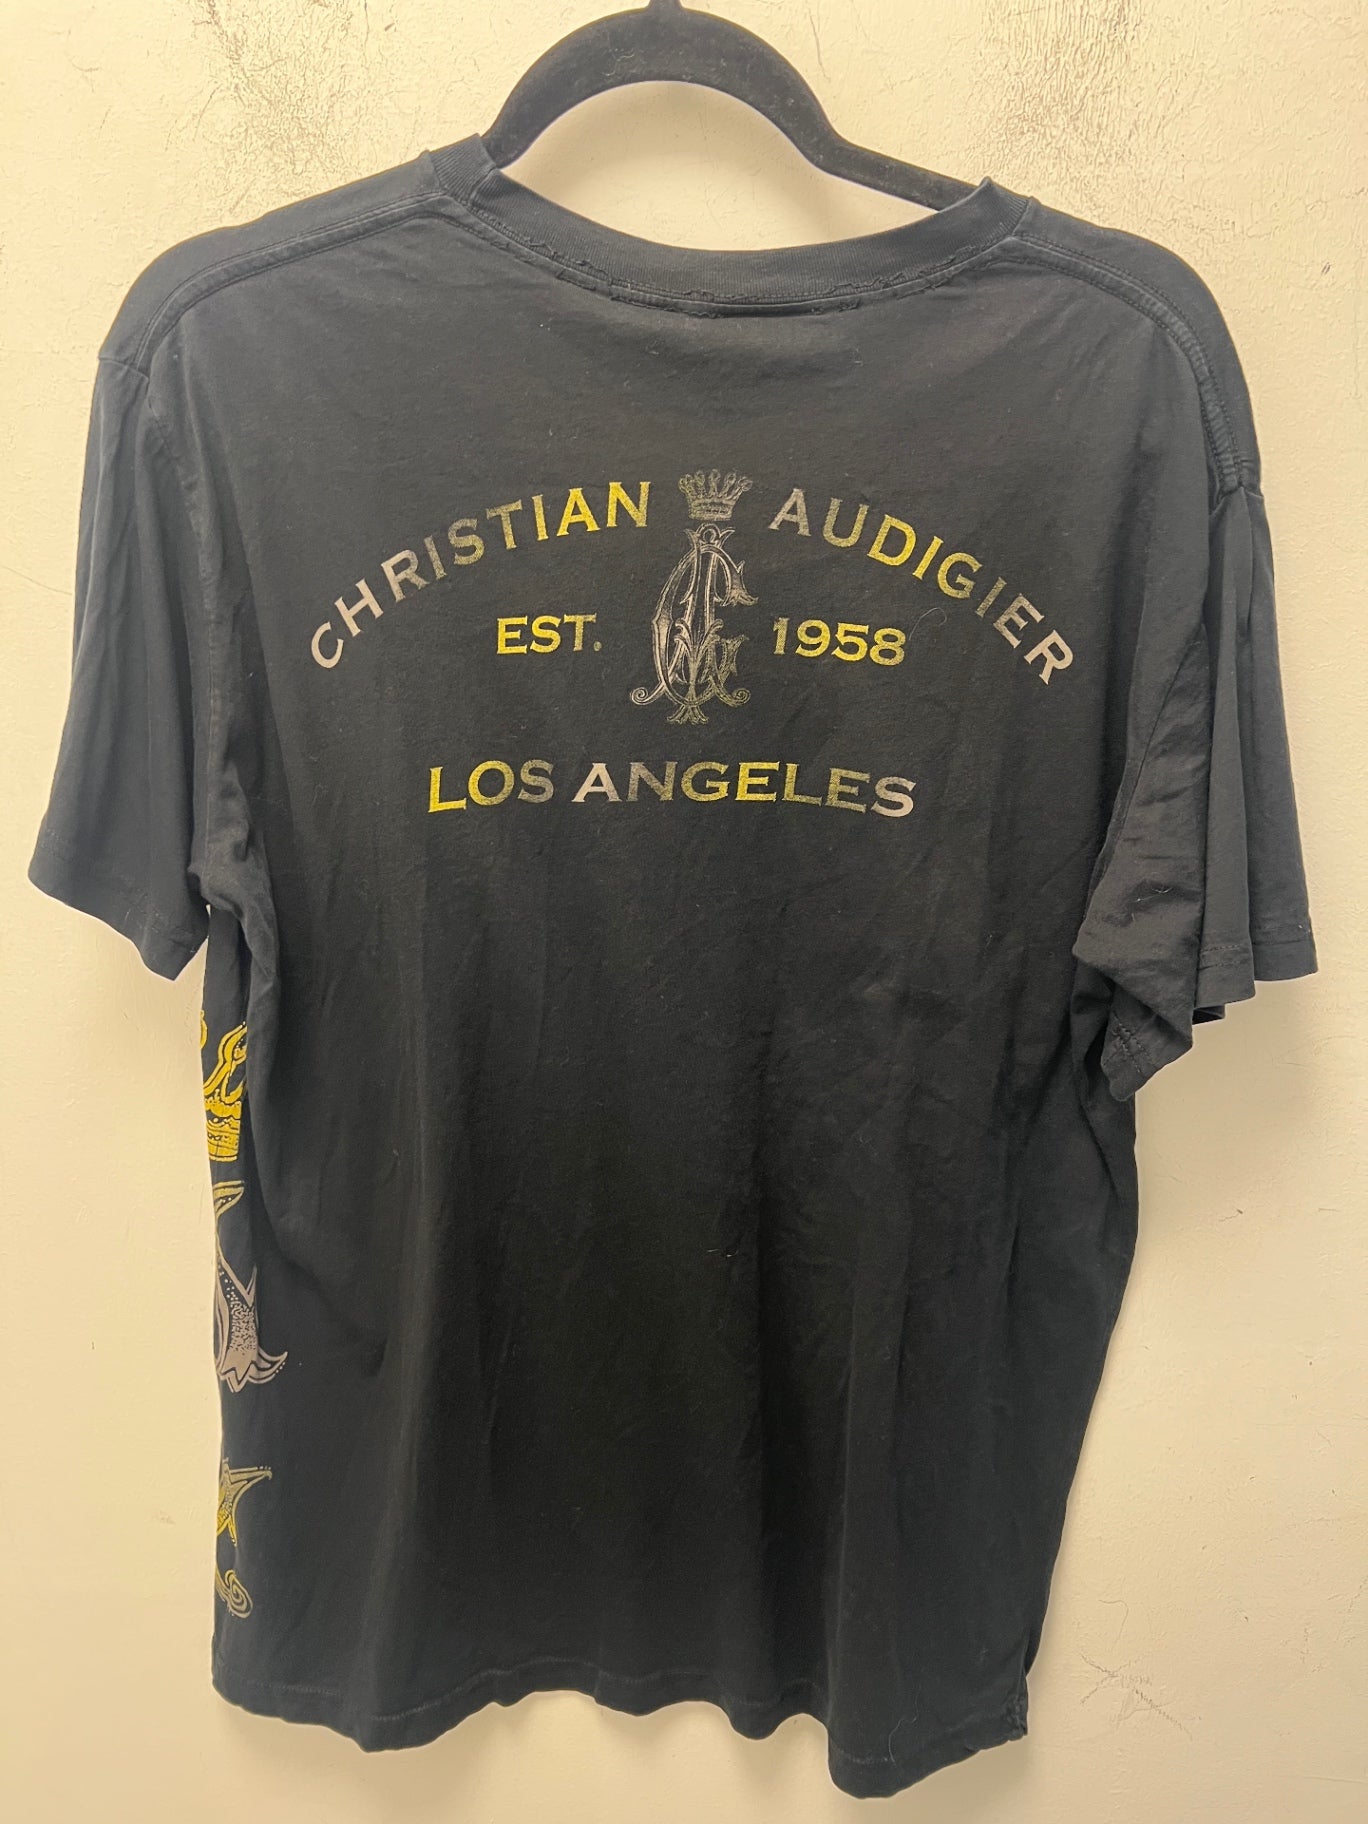 CHRISTIAN AUDIGIER
EST. 1958
LOS ANGELES